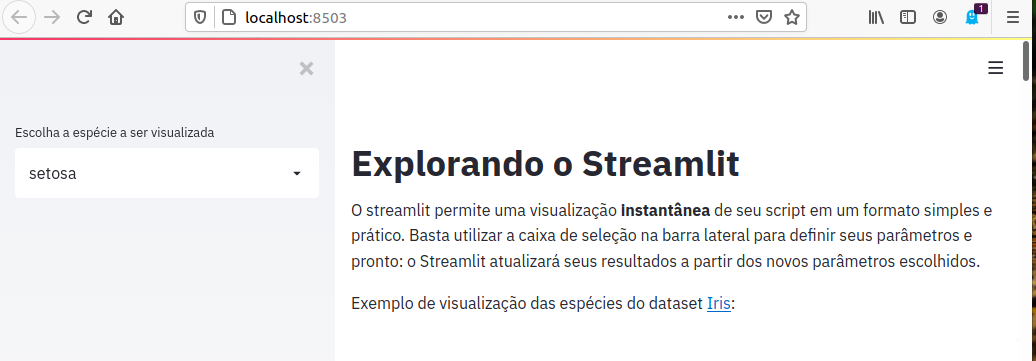 localhost:8503
1
Escolha a espécie a ser visualizada
setosa
Explorando o Streamlit
O streamlit permite uma visualização instantânea de seu script em um formato simples e
prático. Basta utilizar a caixa de seleção na barra lateral para definir seus parâmetros e
pronto: o Streamlit atualizará seus resultados a partir dos novos parâmetros escolhidos.
Exemplo de visualização das espécies do dataset Iris: